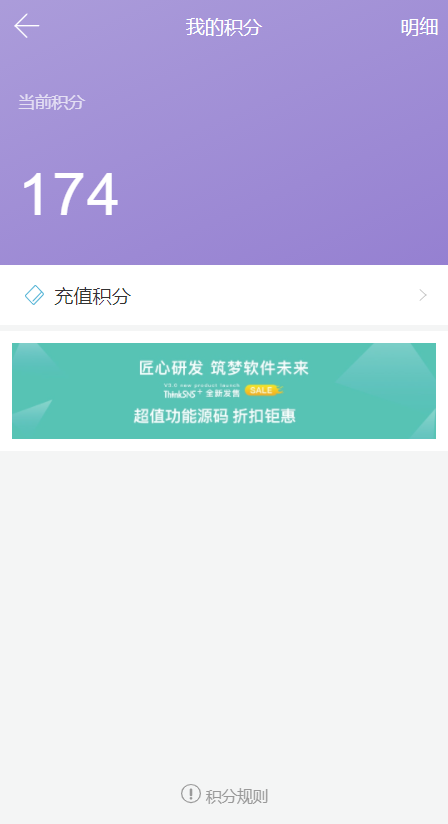 我的积分
明细
当前积分
174
充值积分
匠心研发 筑梦软件未来
V3.0 new product launch
ThinkSNS+ 全新发售 SALE
超值功能源码 折扣钜惠
积分规则